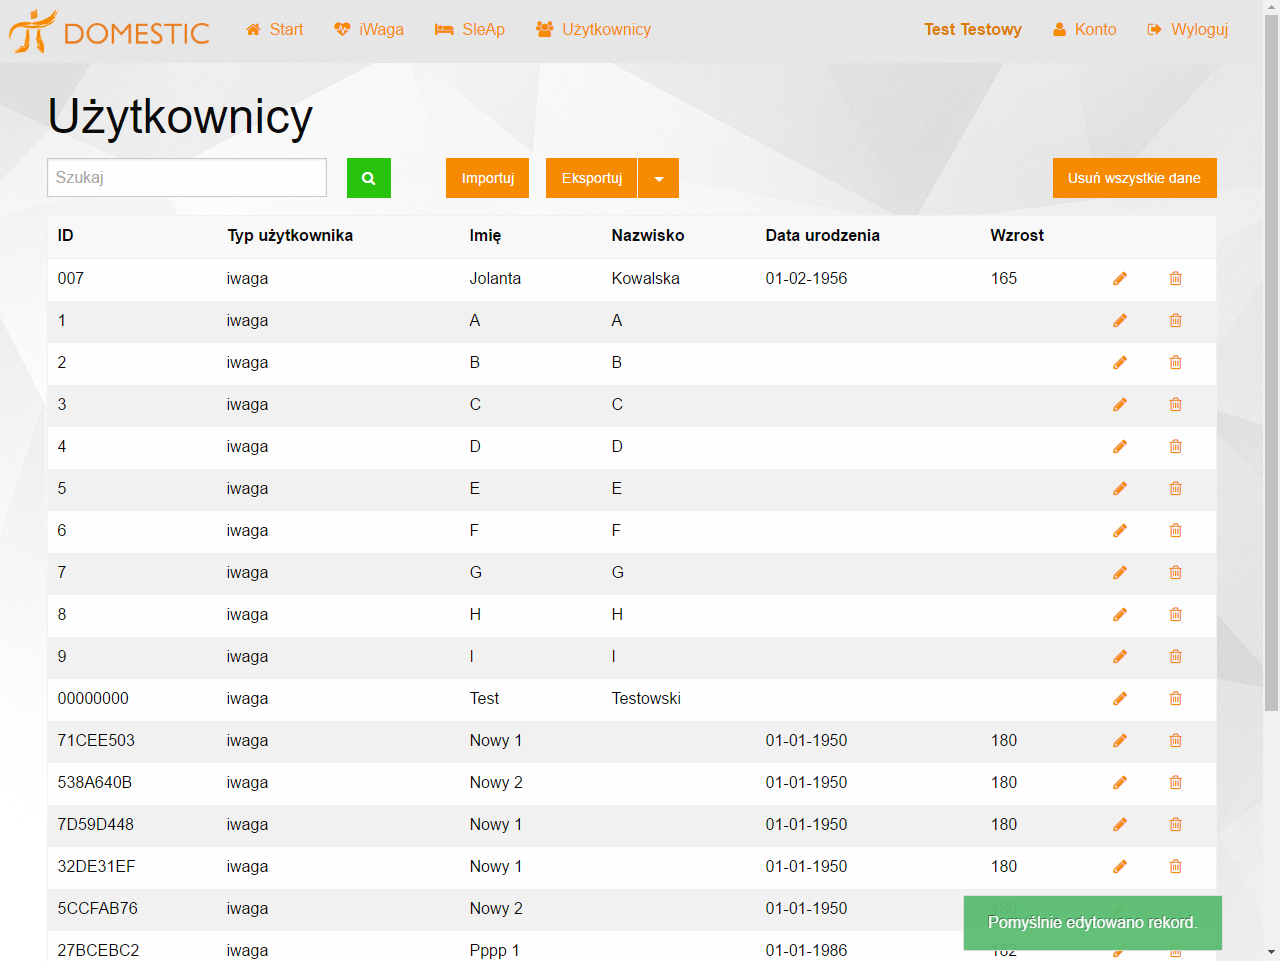 DOMESTIC Start iWaga SleAp Użytkownicy Test Testowy Konto Wyloguj
Użytkownicy
Szukaj Importuj Eksportuj Usuń wszystkie dane
ID Typ użytkownika Imię Nazwisko Data urodzenia Wzrost
007 iwaga Jolanta Kowalska 01-02-1956 165
1 iwaga A A
2 iwaga B B
3 iwaga C C
4 iwaga D D
5 iwaga E E
6 iwaga F F
7 iwaga G G
8 iwaga H H
9 iwaga I I
00000000 iwaga Test Testowski
71CEE503 iwaga Nowy 1 01-01-1950 180
538A640B iwaga Nowy 2 01-01-1950 180
7D59D448 iwaga Nowy 1 01-01-1950 180
32DE31EF iwaga Nowy 1 01-01-1950 180
5CCFAB76 iwaga Nowy 2 01-01-1950 180
Pomyślnie edytowano rekord.
27BCEBC2 iwaga Pppp 1 01-01-1986 182